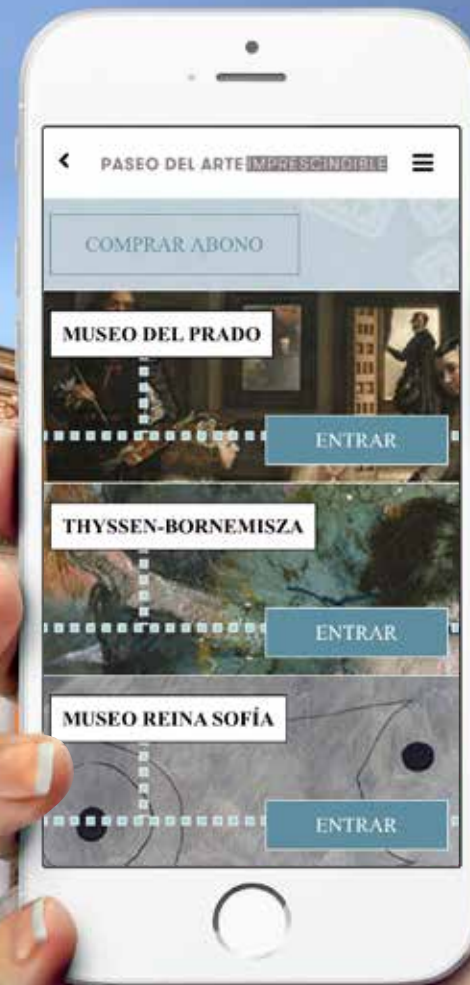 PASEO DEL ARTE IMPRESCINDIBLE
COMPRAR ABONO
MUSEO DEL PRADO
ENTRAR
THYSSEN-BORNEMISZA
ENTRAR
MUSEO REINA SOFÍA
ENTRAR